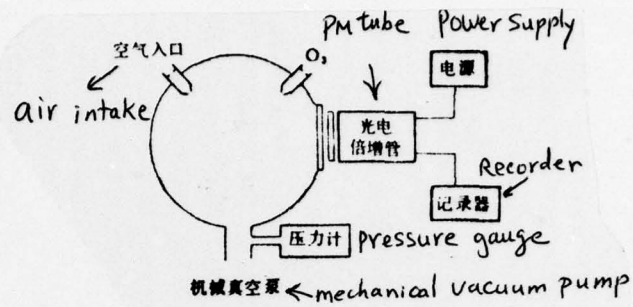 PM tube
Power Supply
空气入口
O₃
电源
air intake
光电
倍增管
Recorder
记录器
压力计
Pressure gauge
机械真空泵
mechanical vacuum pump